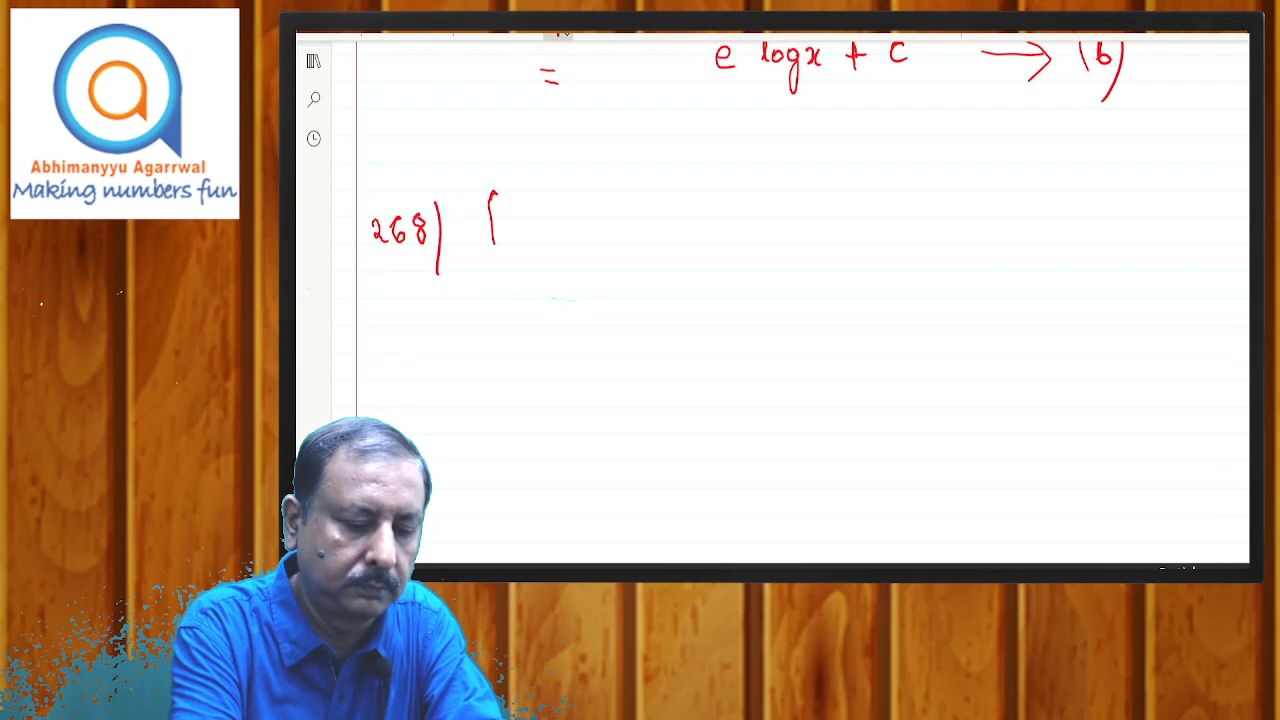 Abhimanyyu Agarrwal
Making numbers fun
= e logx + c → (b)
268) ∫